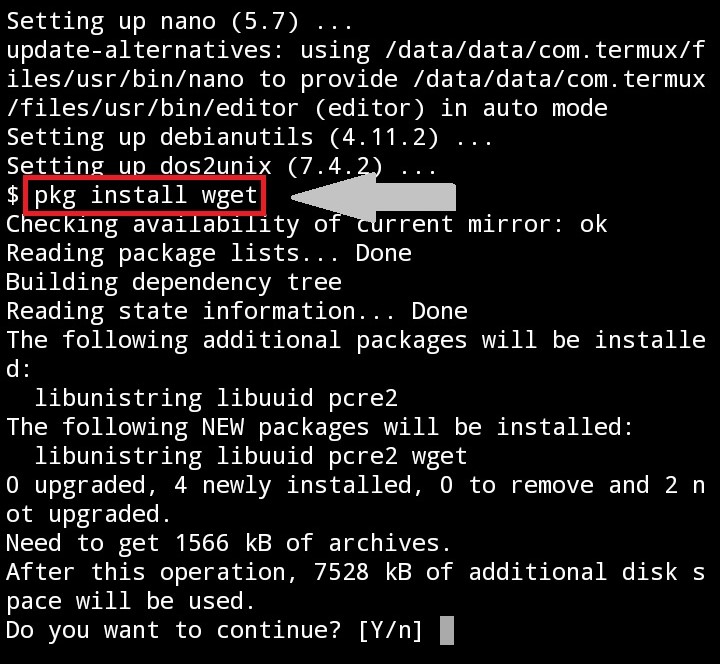 Setting up nano (5.7) ...
update-alternatives: using /data/data/com.termux/f
iles/usr/bin/nano to provide /data/data/com.termux
/files/usr/bin/editor (editor) in auto mode
Setting up debianutils (4.11.2) ...
Setting up dos2unix (7.4.2) ...
$ pkg install wget
Checking availability of current mirror: ok
Reading package lists... Done
Building dependency tree
Reading state information... Done
The following additional packages will be installe
d:
  libunistring libuuid pcre2
The following NEW packages will be installed:
  libunistring libuuid pcre2 wget
0 upgraded, 4 newly installed, 0 to remove and 2 n
ot upgraded.
Need to get 1566 kB of archives.
After this operation, 7528 kB of additional disk s
pace will be used.
Do you want to continue? [Y/n]